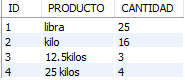 ID PRODUCTO CANTIDAD
1 libra 25
2 kilo 16
3 12.5kilos 3
4 25 kilos 4